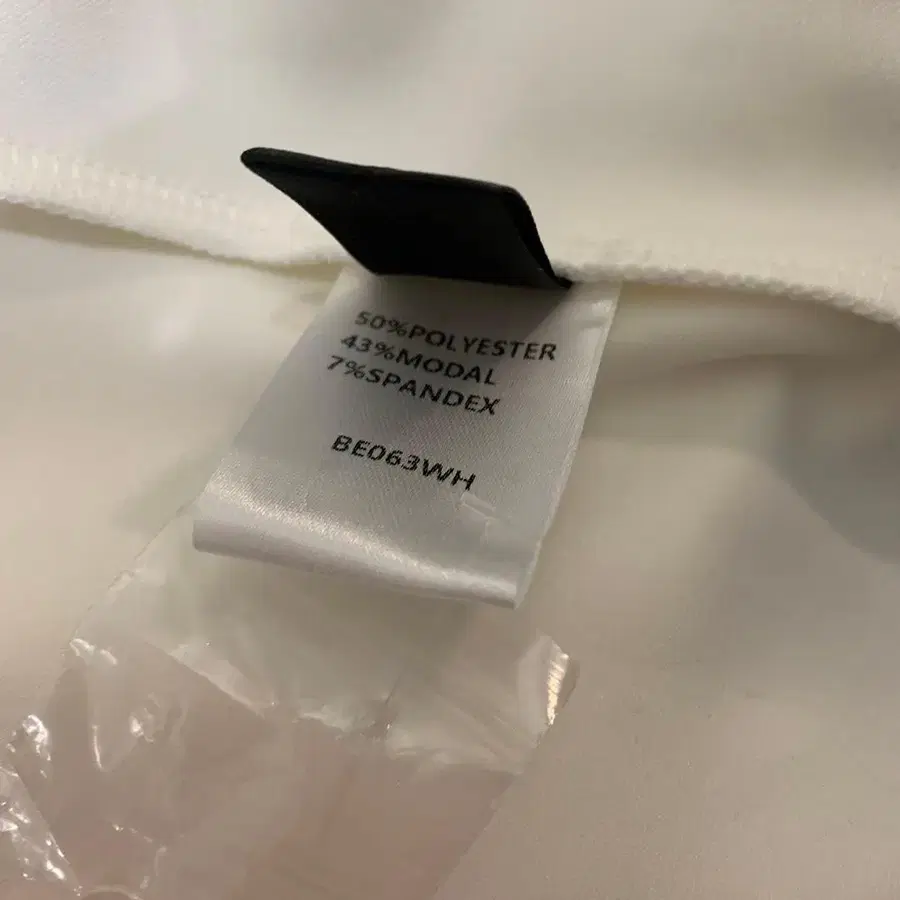 50%POLYESTER
43%MODAL
7%SPANDEX
BE063WH